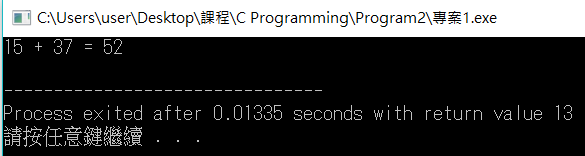 C:\Users\user\Desktop\課程\C Programming\Program2\專案1.exe
15 + 37 = 52
--------------------------------
Process exited after 0.01335 seconds with return value 13
請按任意鍵繼續 . . .